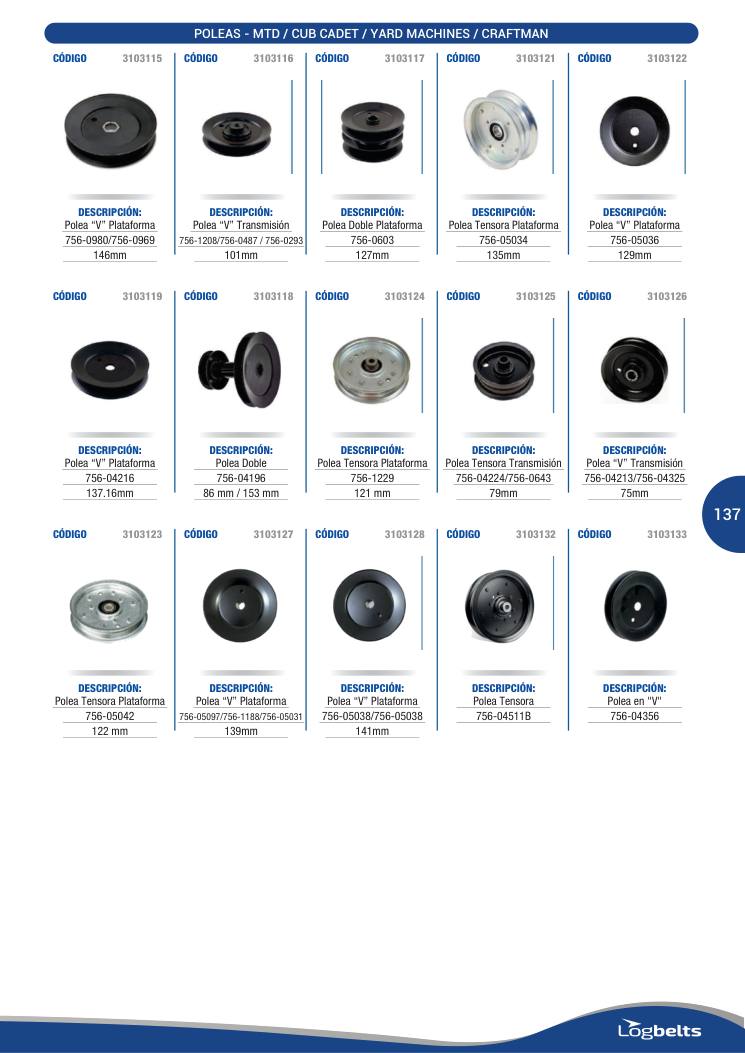 POLEAS - MTD / CUB CADET / YARD MACHINES / CRAFTMAN
CÓDIGO 3103115
DESCRIPCIÓN:
Polea “V” Plataforma
756-0980/756-0969
146mm
CÓDIGO 3103116
DESCRIPCIÓN:
Polea “V” Transmisión
756-1208/756-0487 / 756-0293
101mm
CÓDIGO 3103117
DESCRIPCIÓN:
Polea Doble Plataforma
756-0603
127mm
CÓDIGO 3103121
DESCRIPCIÓN:
Polea Tensora Plataforma
756-05034
135mm
CÓDIGO 3103122
DESCRIPCIÓN:
Polea “V” Plataforma
756-05036
129mm
CÓDIGO 3103119
DESCRIPCIÓN:
Polea “V” Plataforma
756-04216
137.16mm
CÓDIGO 3103118
DESCRIPCIÓN:
Polea Doble
756-04196
86 mm / 153 mm
CÓDIGO 3103124
DESCRIPCIÓN:
Polea Tensora Plataforma
756-1229
121 mm
CÓDIGO 3103125
DESCRIPCIÓN:
Polea Tensora Transmisión
756-04224/756-0643
79mm
CÓDIGO 3103126
DESCRIPCIÓN:
Polea “V” Transmisión
756-04213/756-04325
75mm
137
CÓDIGO 3103123
DESCRIPCIÓN:
Polea Tensora Plataforma
756-05042
122 mm
CÓDIGO 3103127
DESCRIPCIÓN:
Polea “V” Plataforma
756-05097/756-1188/756-05031
139mm
CÓDIGO 3103128
DESCRIPCIÓN:
Polea “V” Plataforma
756-05038/756-05038
141mm
CÓDIGO 3103132
DESCRIPCIÓN:
Polea Tensora
756-04511B
CÓDIGO 3103133
DESCRIPCIÓN:
Polea en "V"
756-04356
Logbelts